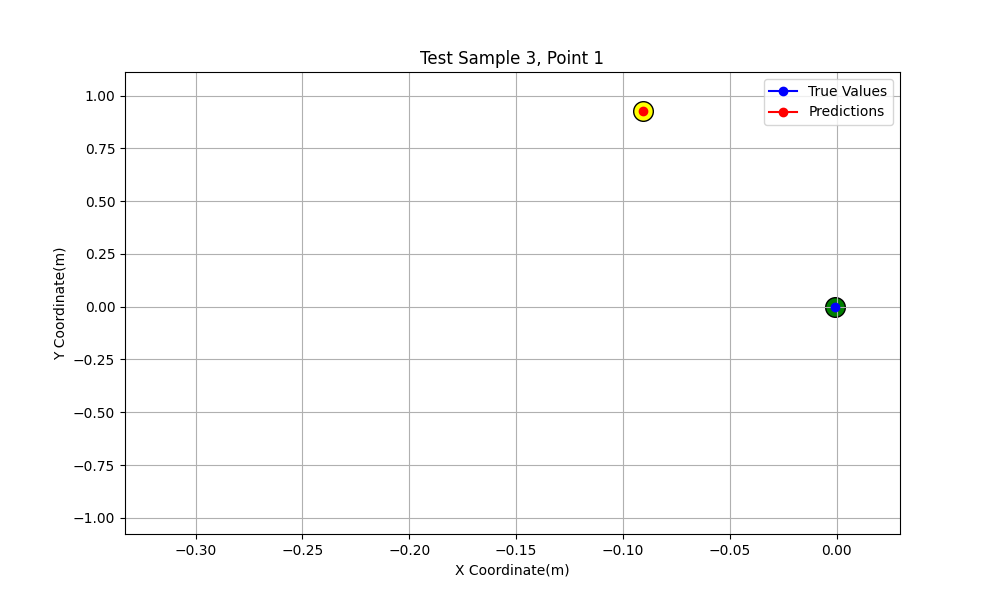 Test Sample 3, Point 1
True Values
Predictions
1.00
0.75
0.50
0.25
0.00
−0.25
−0.50
−0.75
−1.00
Y Coordinate(m)
−0.30 −0.25 −0.20 −0.15 −0.10 −0.05 0.00
X Coordinate(m)